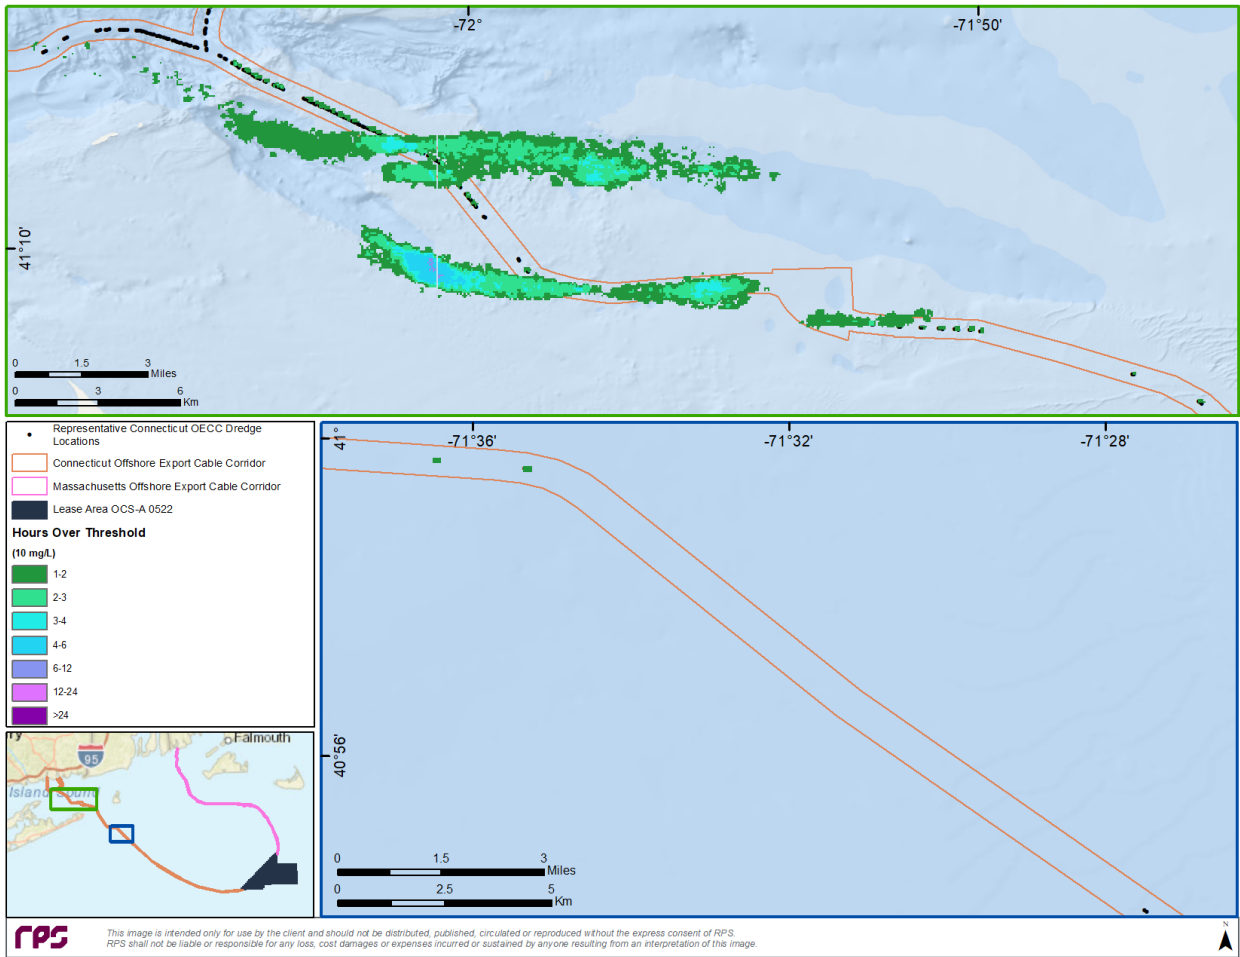 -72°
-71°50'
41°10'
0 1.5 3
Miles
0 3 6
Km
Representative Connecticut OECC Dredge
Locations
Connecticut Offshore Export Cable Corridor
Massachusetts Offshore Export Cable Corridor
Lease Area OCS-A 0522
Hours Over Threshold
(10 mg/L)
1-2
2-3
3-4
4-6
6-12
12-24
>24
41°
-71°36'
-71°32'
-71°28'
40°56'
0 1.5 3
Miles
0 2.5 5
Km
ry
Falmouth
95
Island Sound
rps
This image is intended only for use by the client and should not be distributed, published, circulated or reproduced without the express consent of RPS.
RPS shall not be liable or responsible for any loss, cost damages or expenses incurred or sustained by anyone resulting from an interpretation of this image.
N